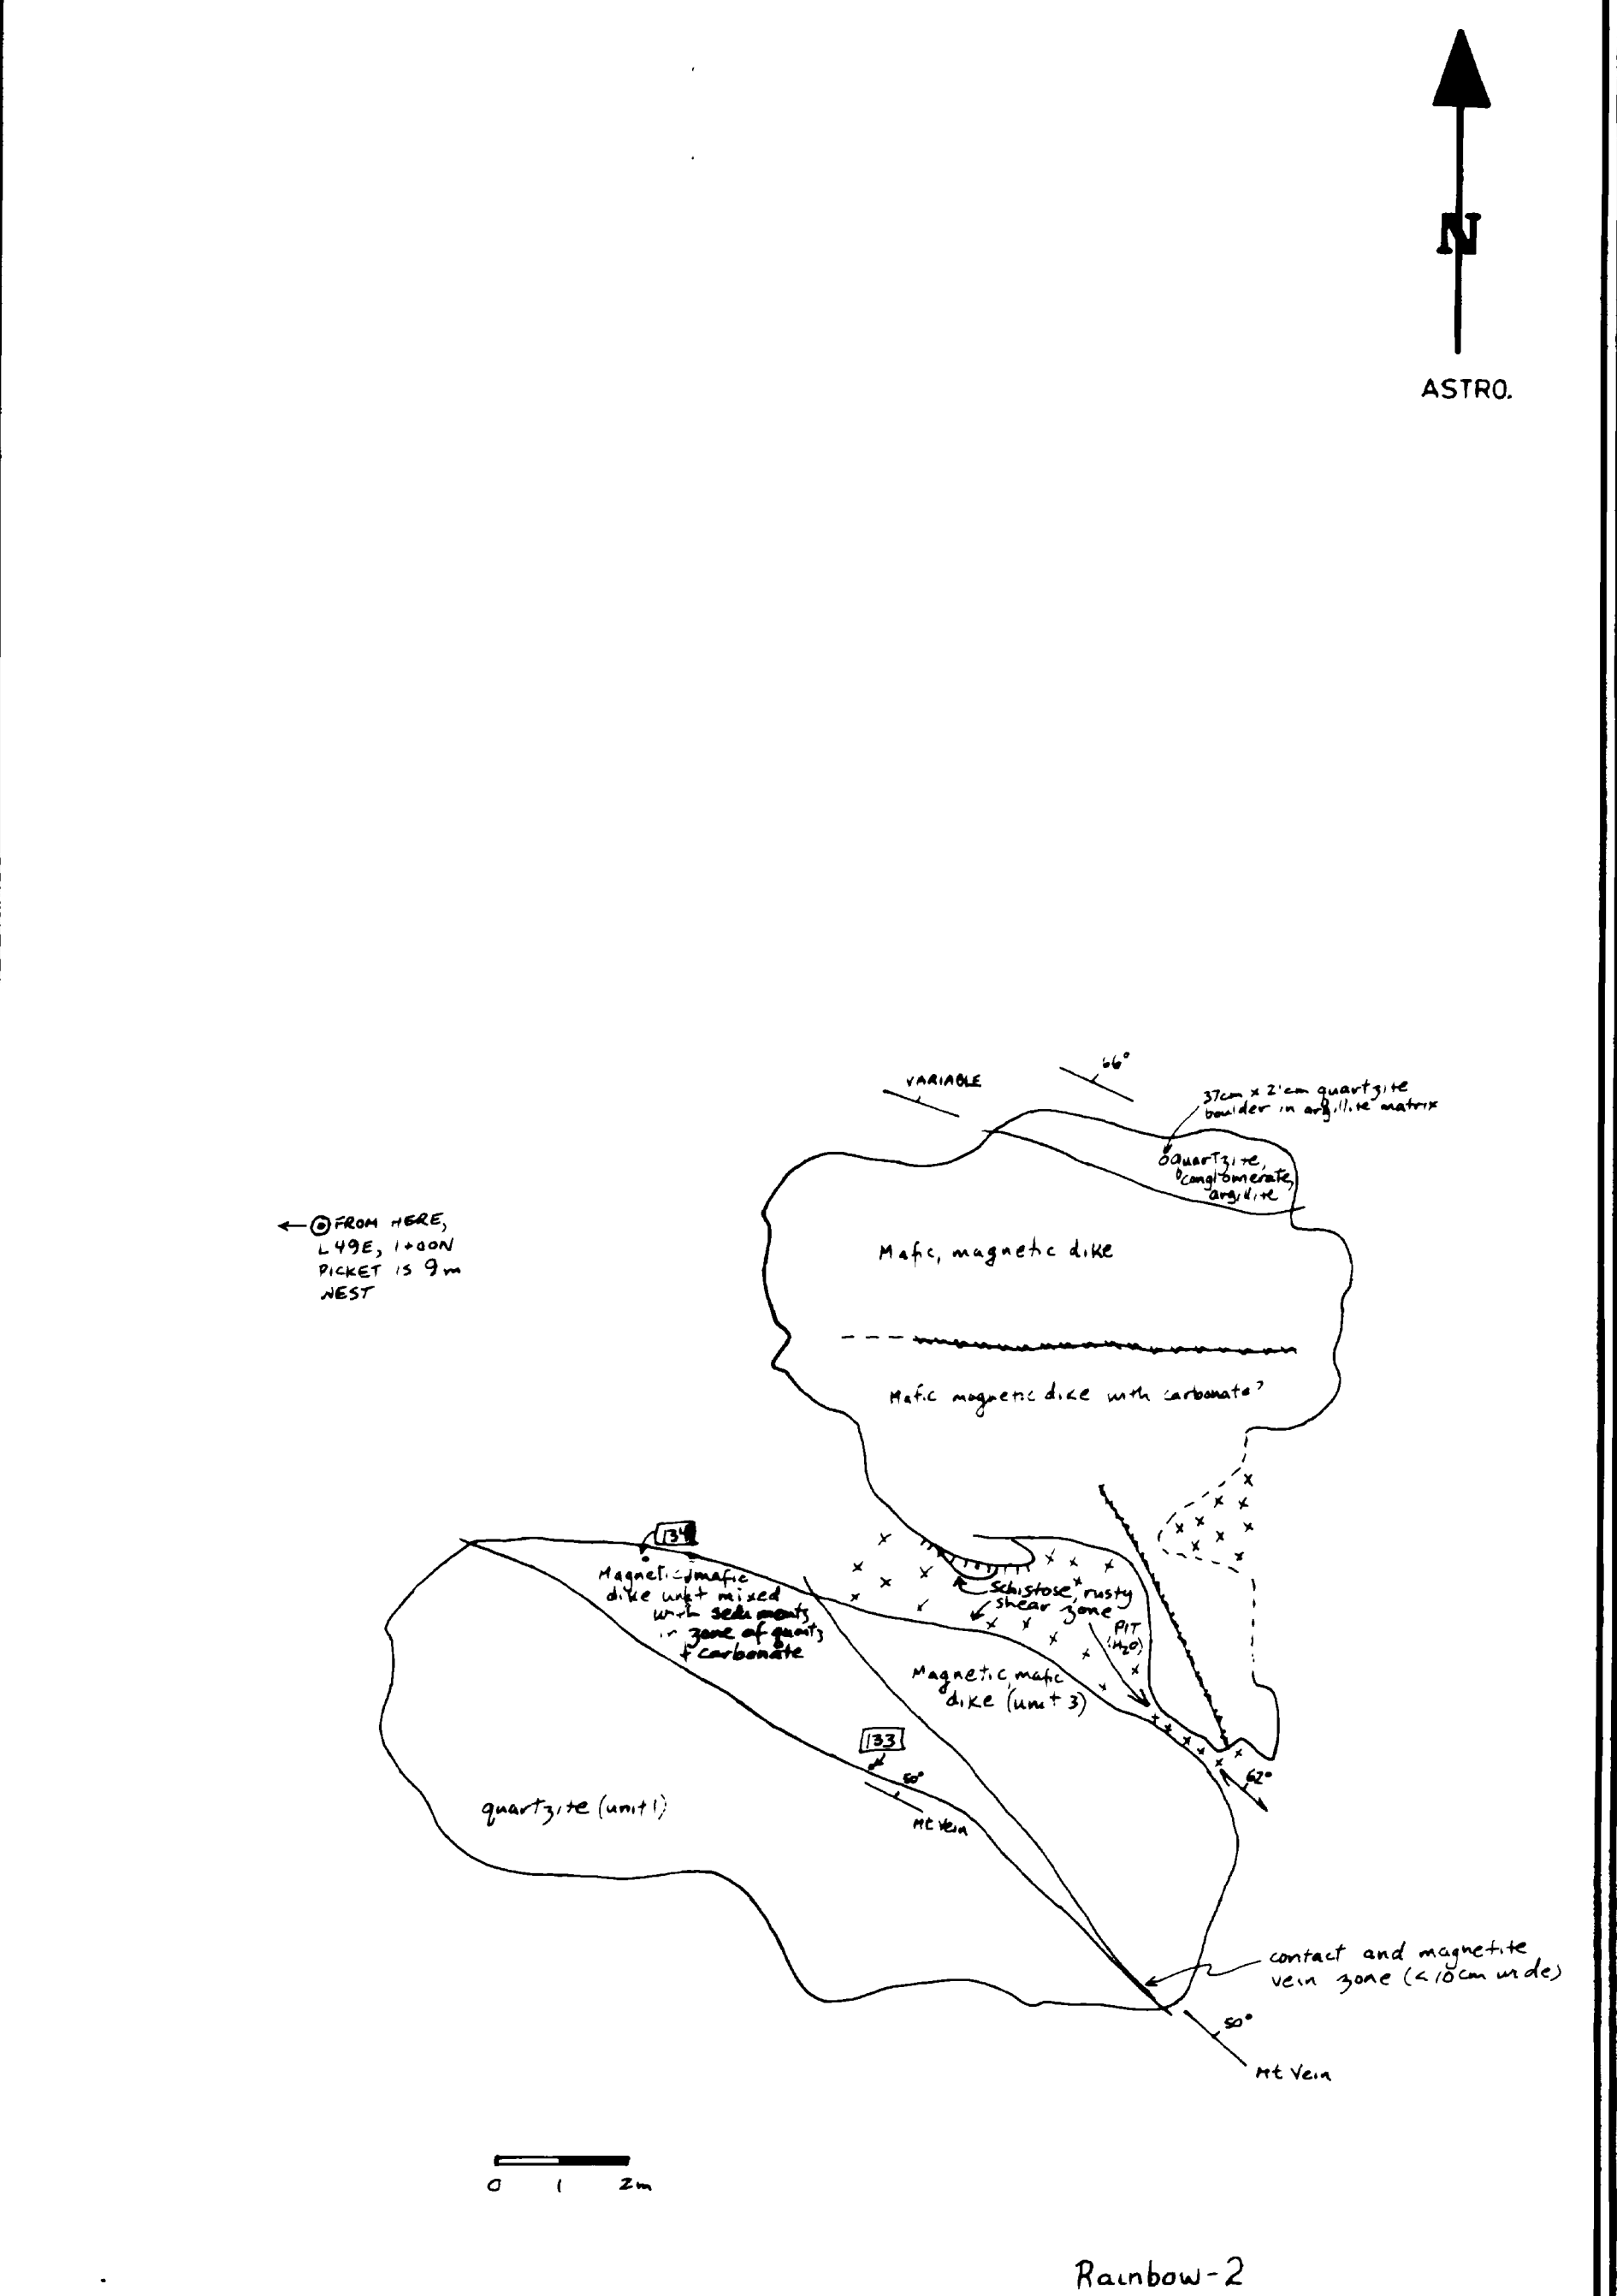 N
ASTRO.
66°
VARIABLE
37cm x 2 cm quartzite
boulder in argillite matrix
quartzite,
conglomerate,
argillite
FROM HERE,
L49E, 1+00N
PICKET IS 9m
WEST
Mafic, magnetic dike
Mafic magnetic dike with carbonate?
134
Magnetic, mafic
dike unit mixed
with sediments
in zone of quartz
+ carbonate
schistose, rusty
shear zone
PIT
(H2O)
Magnetic, mafic
dike (unit 3)
133
50°
Mt Vein
62°
quartzite (unit 1)
contact and magnetite
vein zone (<10cm wide)
50°
Mt Vein
0 1 2m
Rainbow-2